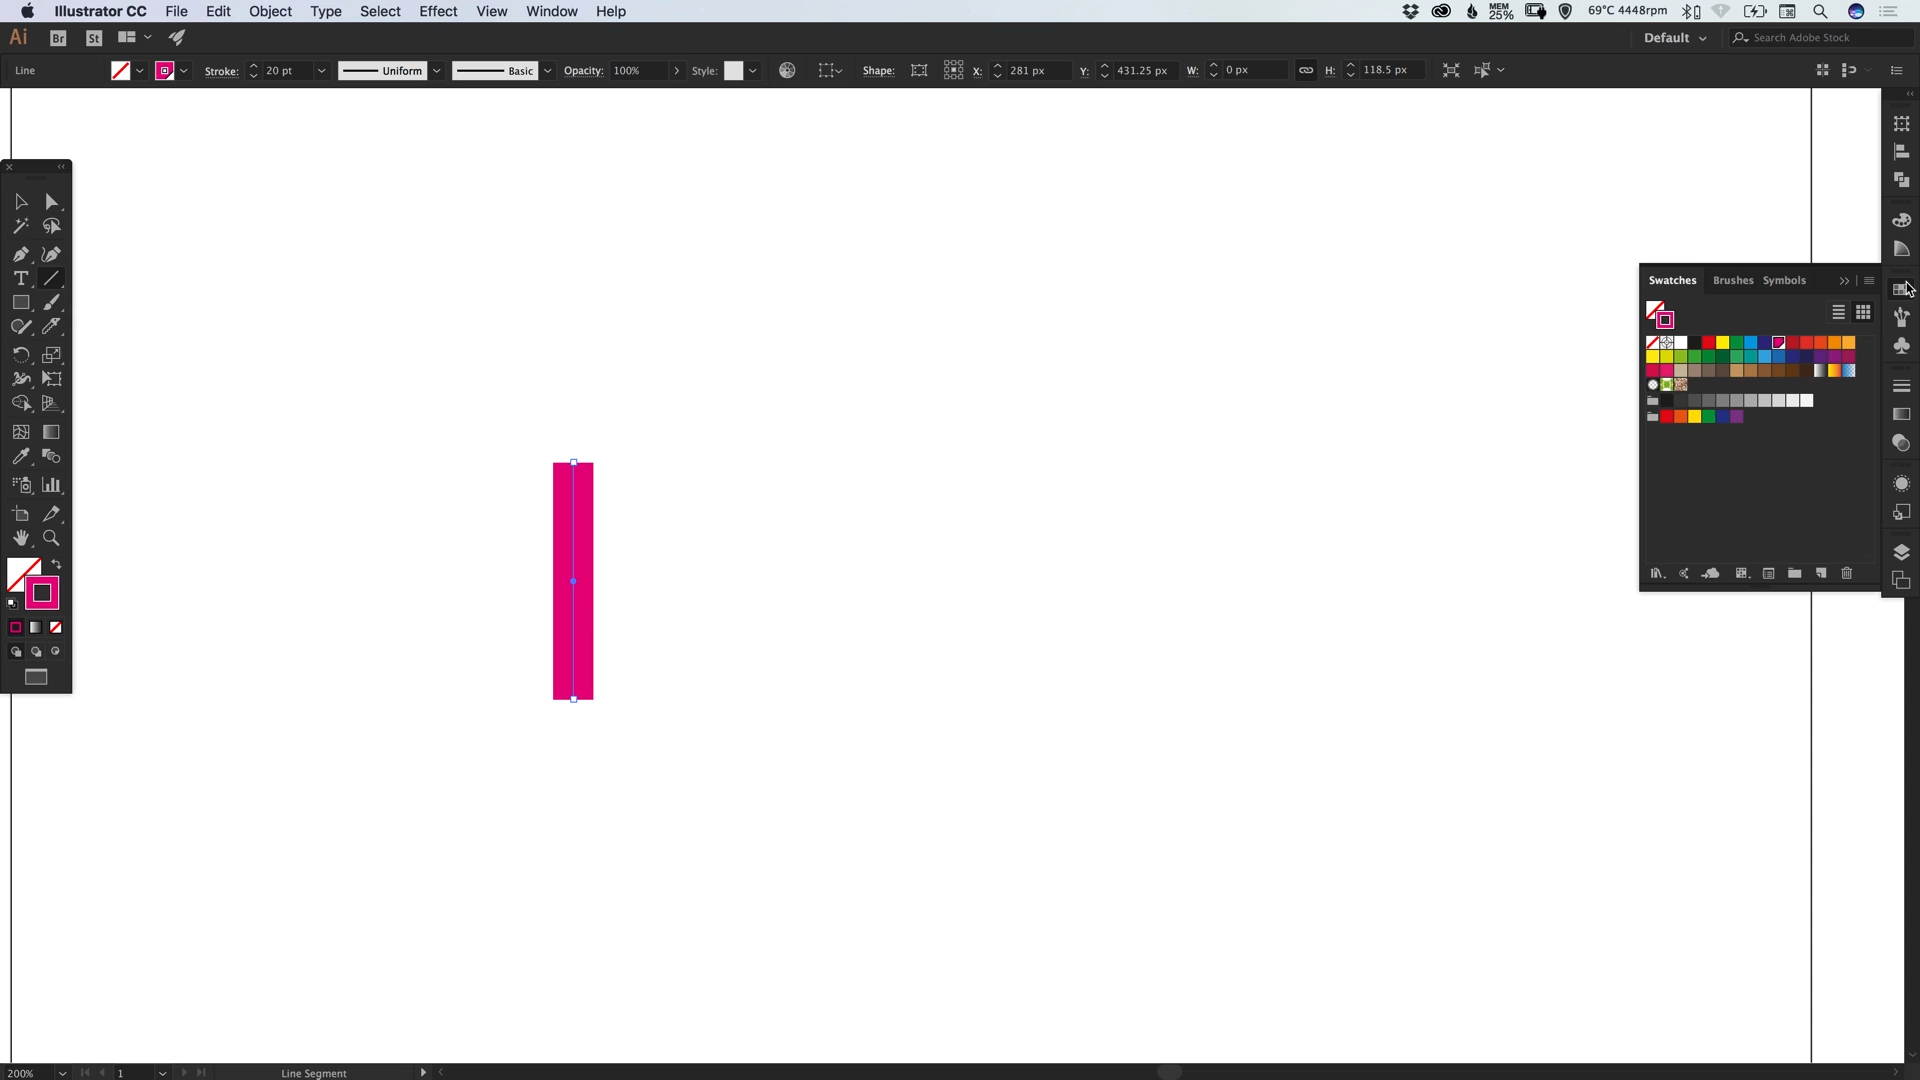 Illustrator CC File Edit Object Type Select Effect View Window Help MEM 25% 69°C 4448rpm
Ai Br St Default Search Adobe Stock
Line Stroke: 20 pt Uniform Basic Opacity: 100% Style: Shape: X: 281 px Y: 431.25 px W: 0 px H: 118.5 px
Swatches Brushes Symbols
T
200% 1 Line Segment